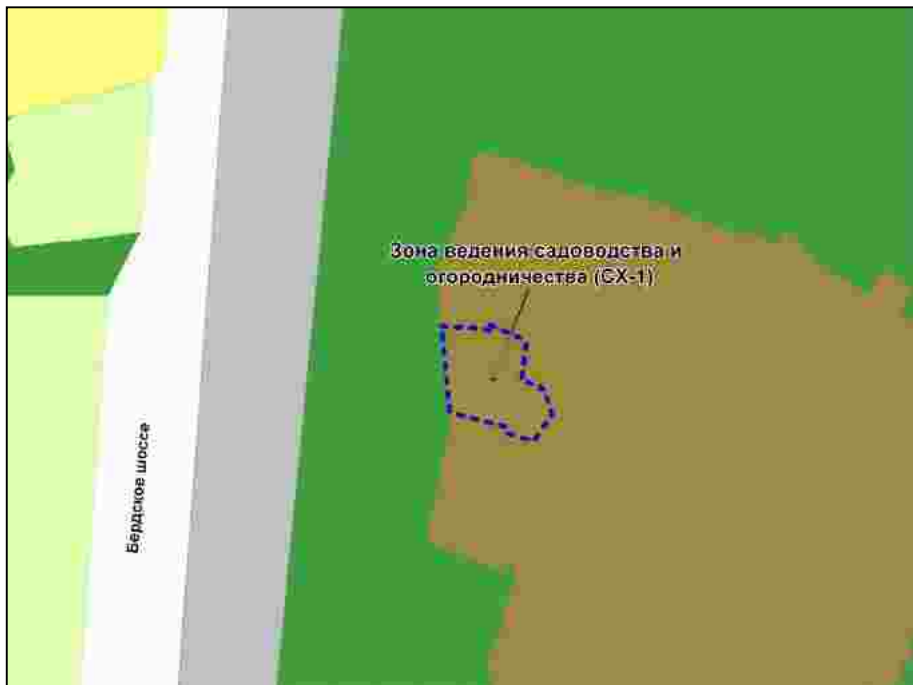 Зона ведения садоводства и
огородничества (СХ-1)
Бердское шоссе